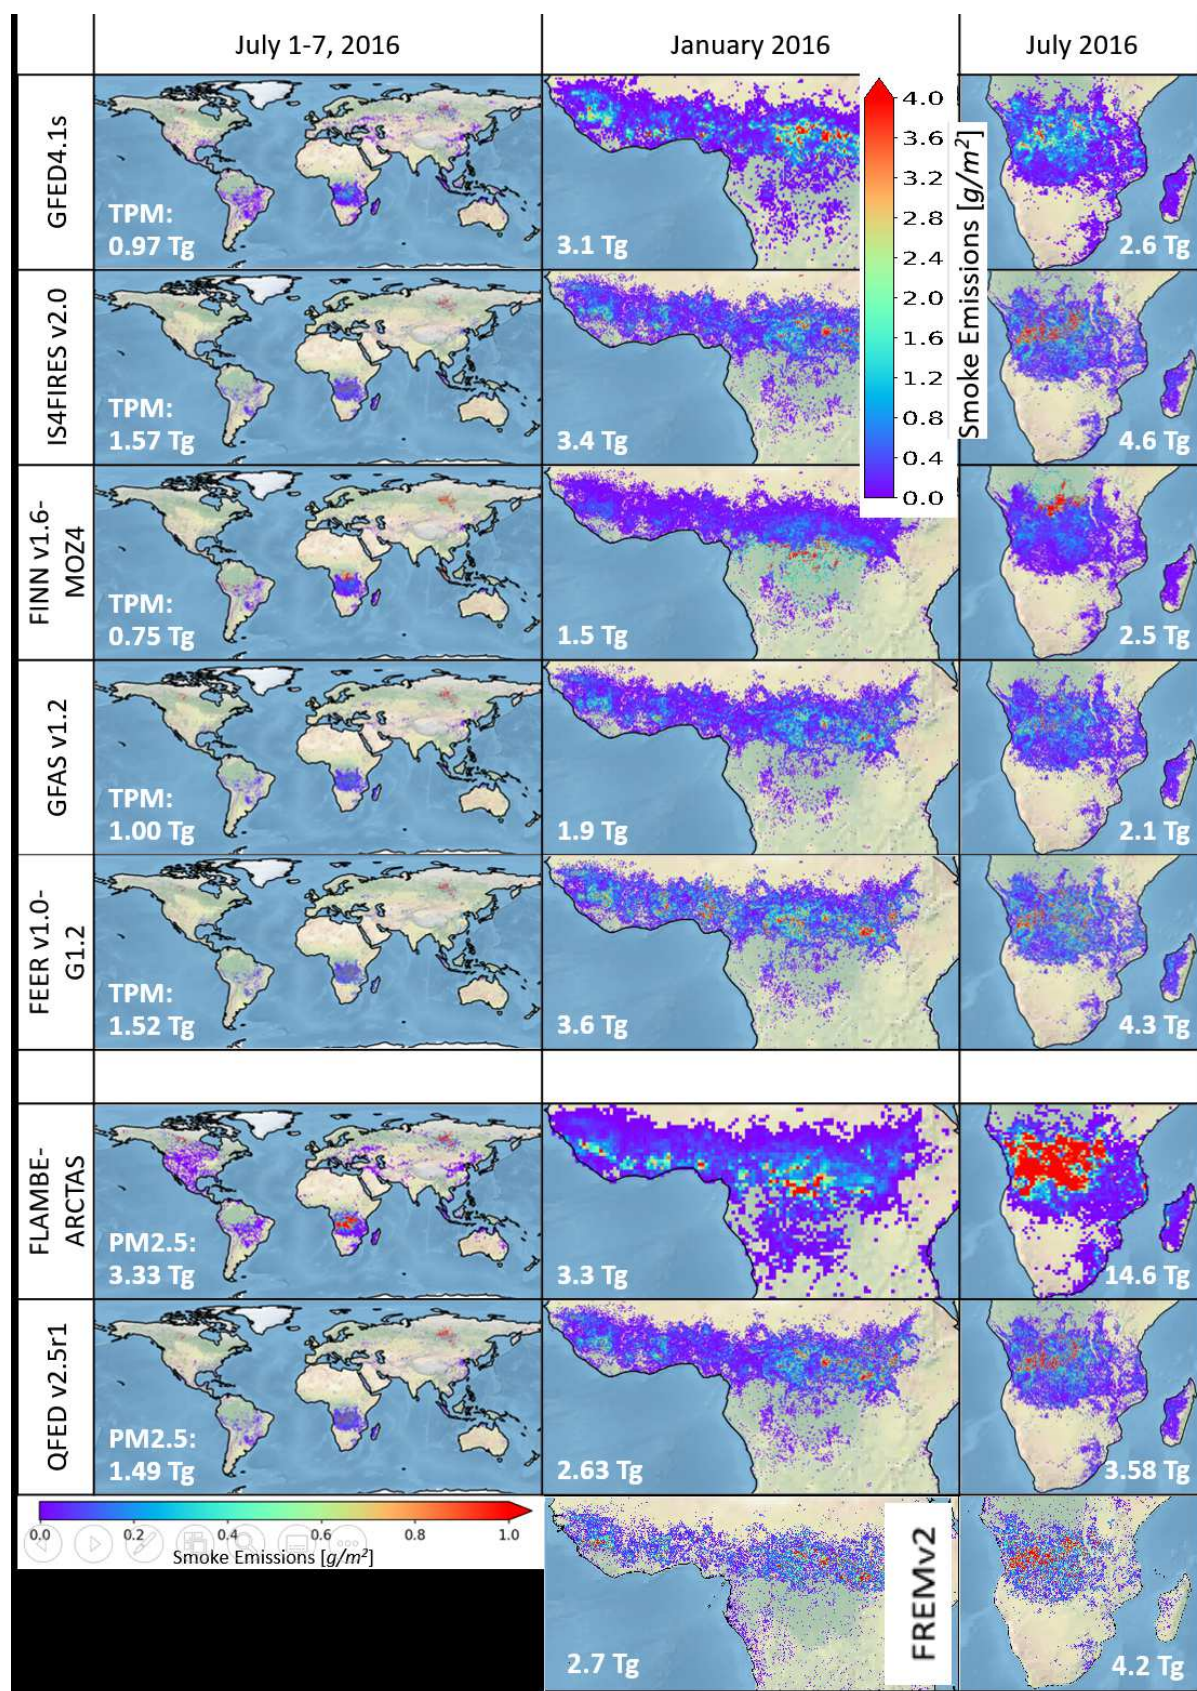 July 1-7, 2016
January 2016
July 2016
GFED4.1s
TPM:
0.97 Tg
3.1 Tg
2.6 Tg
4.0
3.6
3.2
2.8
2.4
2.0
1.6
1.2
0.8
0.4
0.0
Smoke Emissions [g/m²]
IS4FIRES v2.0
TPM:
1.57 Tg
3.4 Tg
4.6 Tg
FINN v1.6-
MOZ4
TPM:
0.75 Tg
1.5 Tg
2.5 Tg
GFAS v1.2
TPM:
1.00 Tg
1.9 Tg
2.1 Tg
FEER v1.0-
G1.2
TPM:
1.52 Tg
3.6 Tg
4.3 Tg
FLAMBE-
ARCTAS
PM2.5:
3.33 Tg
3.3 Tg
14.6 Tg
QFED v2.5r1
PM2.5:
1.49 Tg
2.63 Tg
3.58 Tg
0.0 0.2 0.4 0.6 0.8 1.0
Smoke Emissions [g/m²]
FREMv2
2.7 Tg
4.2 Tg